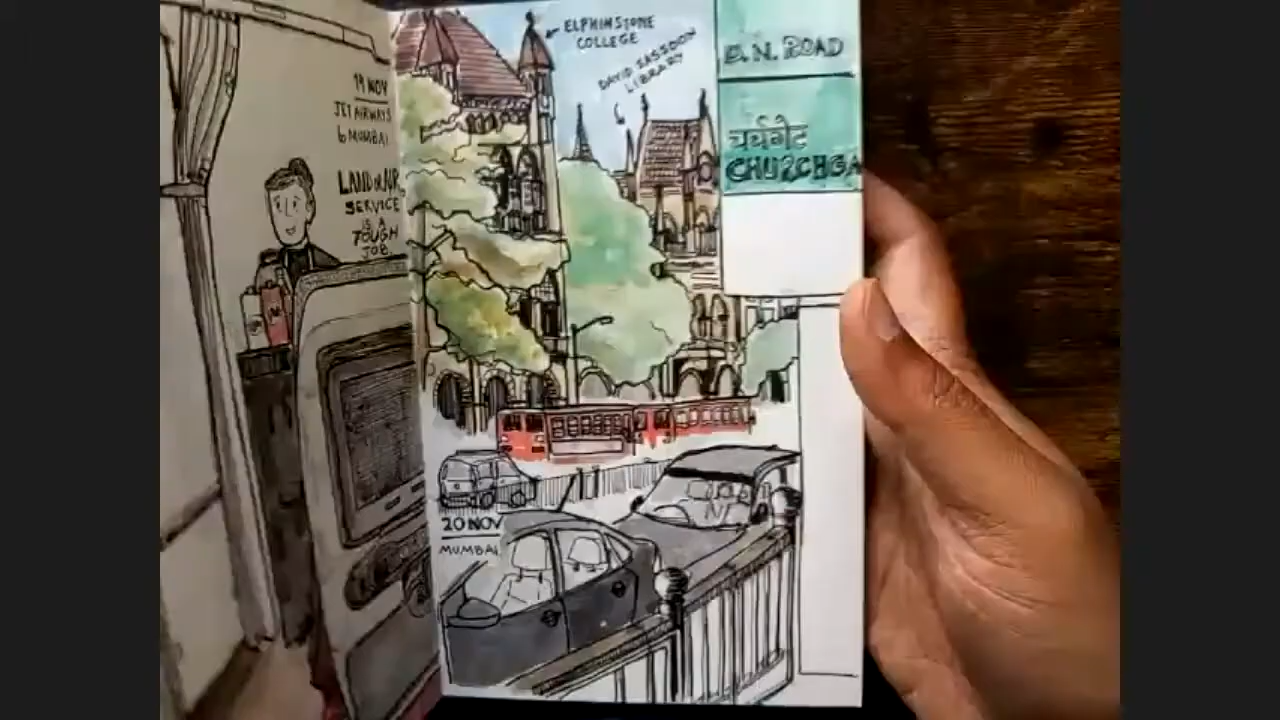 19 NOV
JET AIRWAYS
to MUMBAI
LAND OR AIR,
SERVICE
IS A
TOUGH
JOB.
ELPHINSTONE
COLLEGE
DAVID SASSOON
LIBRARY
20 NOV
MUMBAI
D. N. ROAD
चर्चगेट
CHURCHGA